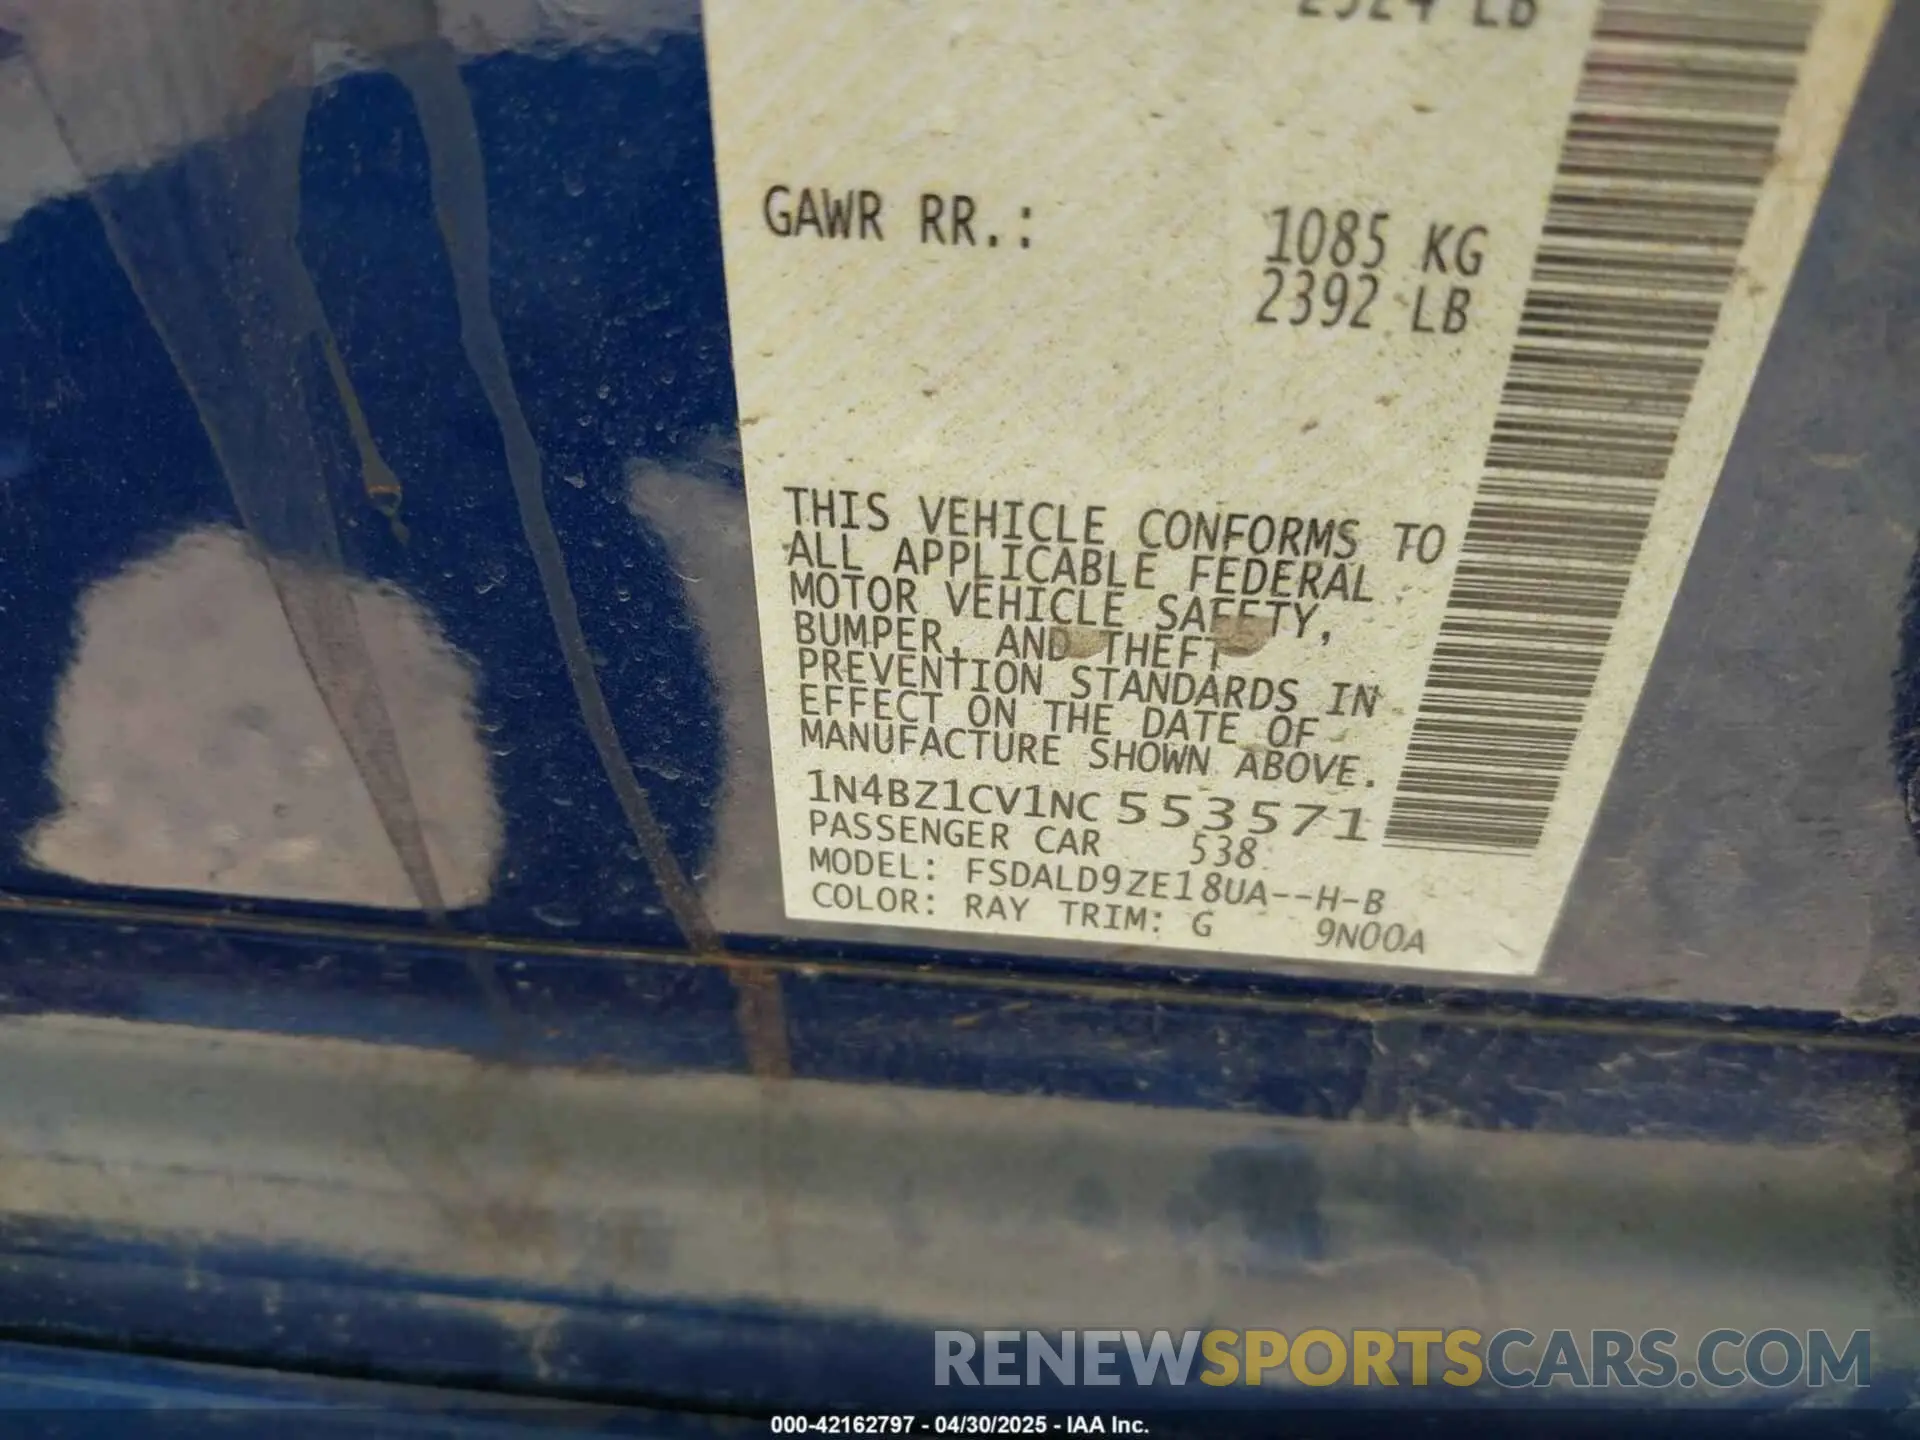 2524 LB
GAWR RR.: 1085 KG
2392 LB
THIS VEHICLE CONFORMS TO
ALL APPLICABLE FEDERAL
MOTOR VEHICLE SAFETY,
BUMPER, AND THEFT
PREVENTION STANDARDS IN
EFFECT ON THE DATE OF
MANUFACTURE SHOWN ABOVE.
1N4BZ1CV1NC553571
PASSENGER CAR 538
MODEL: FSDALD9ZE18UA--H-B
COLOR: RAY TRIM: G 9N00A
RENEWSPORTSCARS.COM
000-42162797 - 04/30/2025 - IAA Inc.